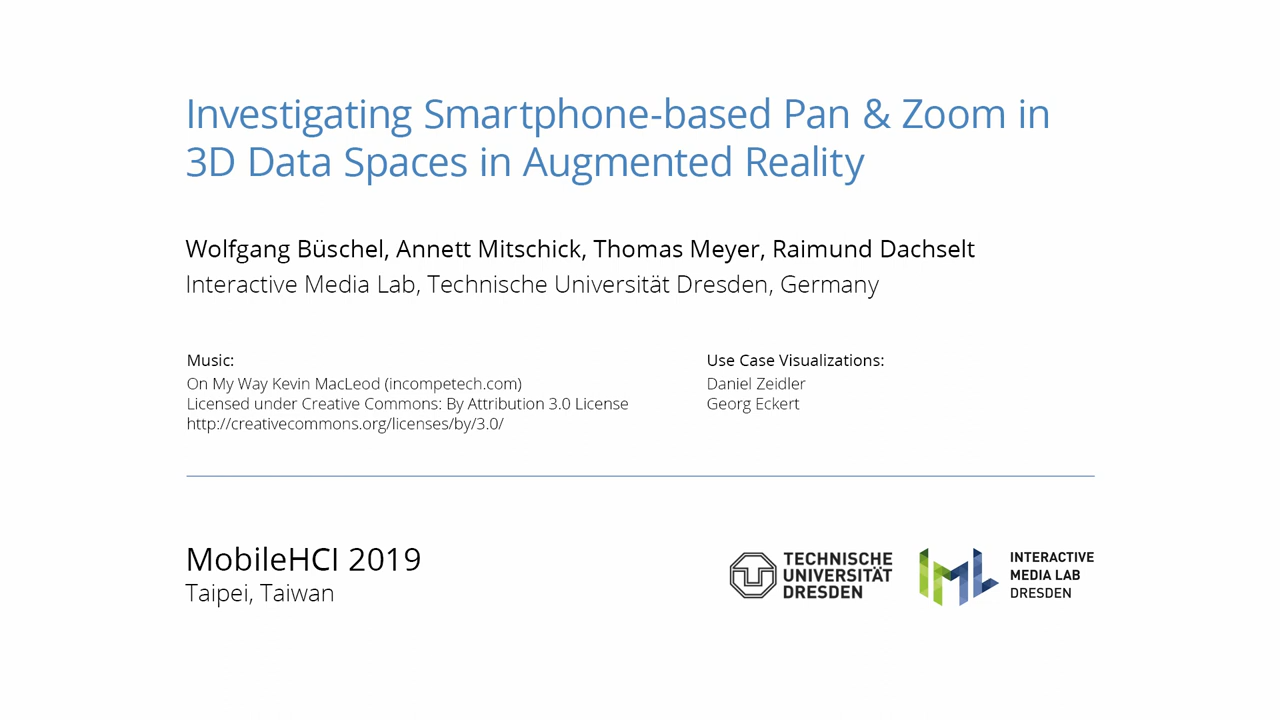 Investigating Smartphone-based Pan & Zoom in
3D Data Spaces in Augmented Reality
Wolfgang Büschel, Annett Mitschick, Thomas Meyer, Raimund Dachselt
Interactive Media Lab, Technische Universität Dresden, Germany
Music:
On My Way Kevin MacLeod (incompetech.com)
Licensed under Creative Commons: By Attribution 3.0 License
http://creativecommons.org/licenses/by/3.0/
Use Case Visualizations:
Daniel Zeidler
Georg Eckert
MobileHCI 2019
Taipei, Taiwan
TECHNISCHE
UNIVERSITÄT
DRESDEN
INTERACTIVE
MEDIA LAB
DRESDEN